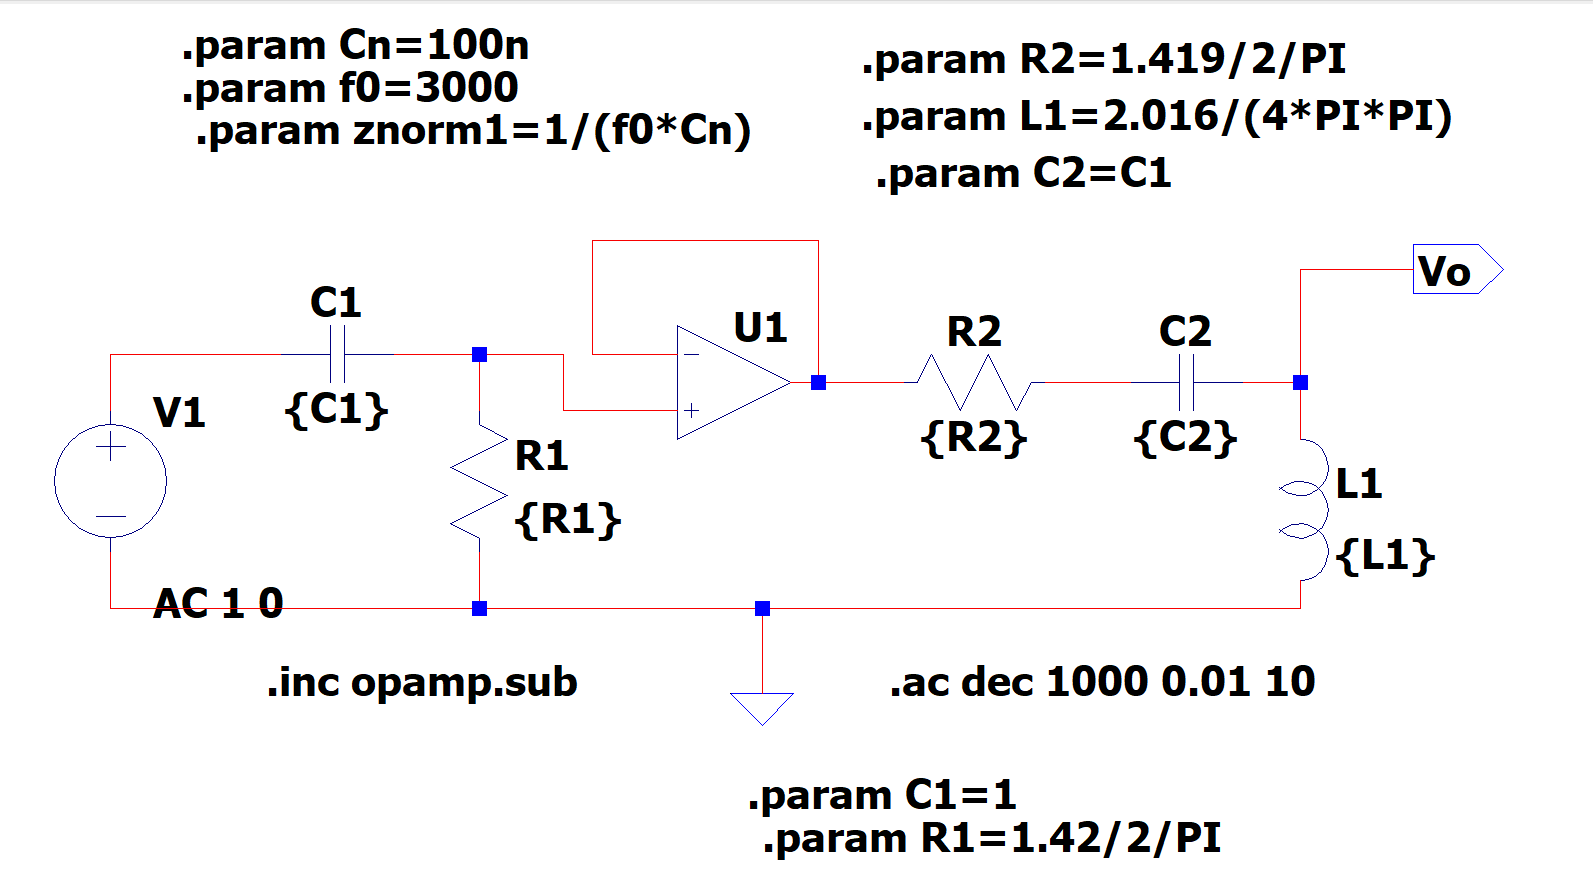 .param Cn=100n
.param f0=3000
.param znorm1=1/(f0*Cn)
.param R2=1.419/2/PI
.param L1=2.016/(4*PI*PI)
.param C2=C1
Vo
C1
{C1}
V1
AC 1 0
R1
{R1}
U1
R2
{R2}
C2
{C2}
L1
{L1}
.inc opamp.sub
.ac dec 1000 0.01 10
.param C1=1
.param R1=1.42/2/PI